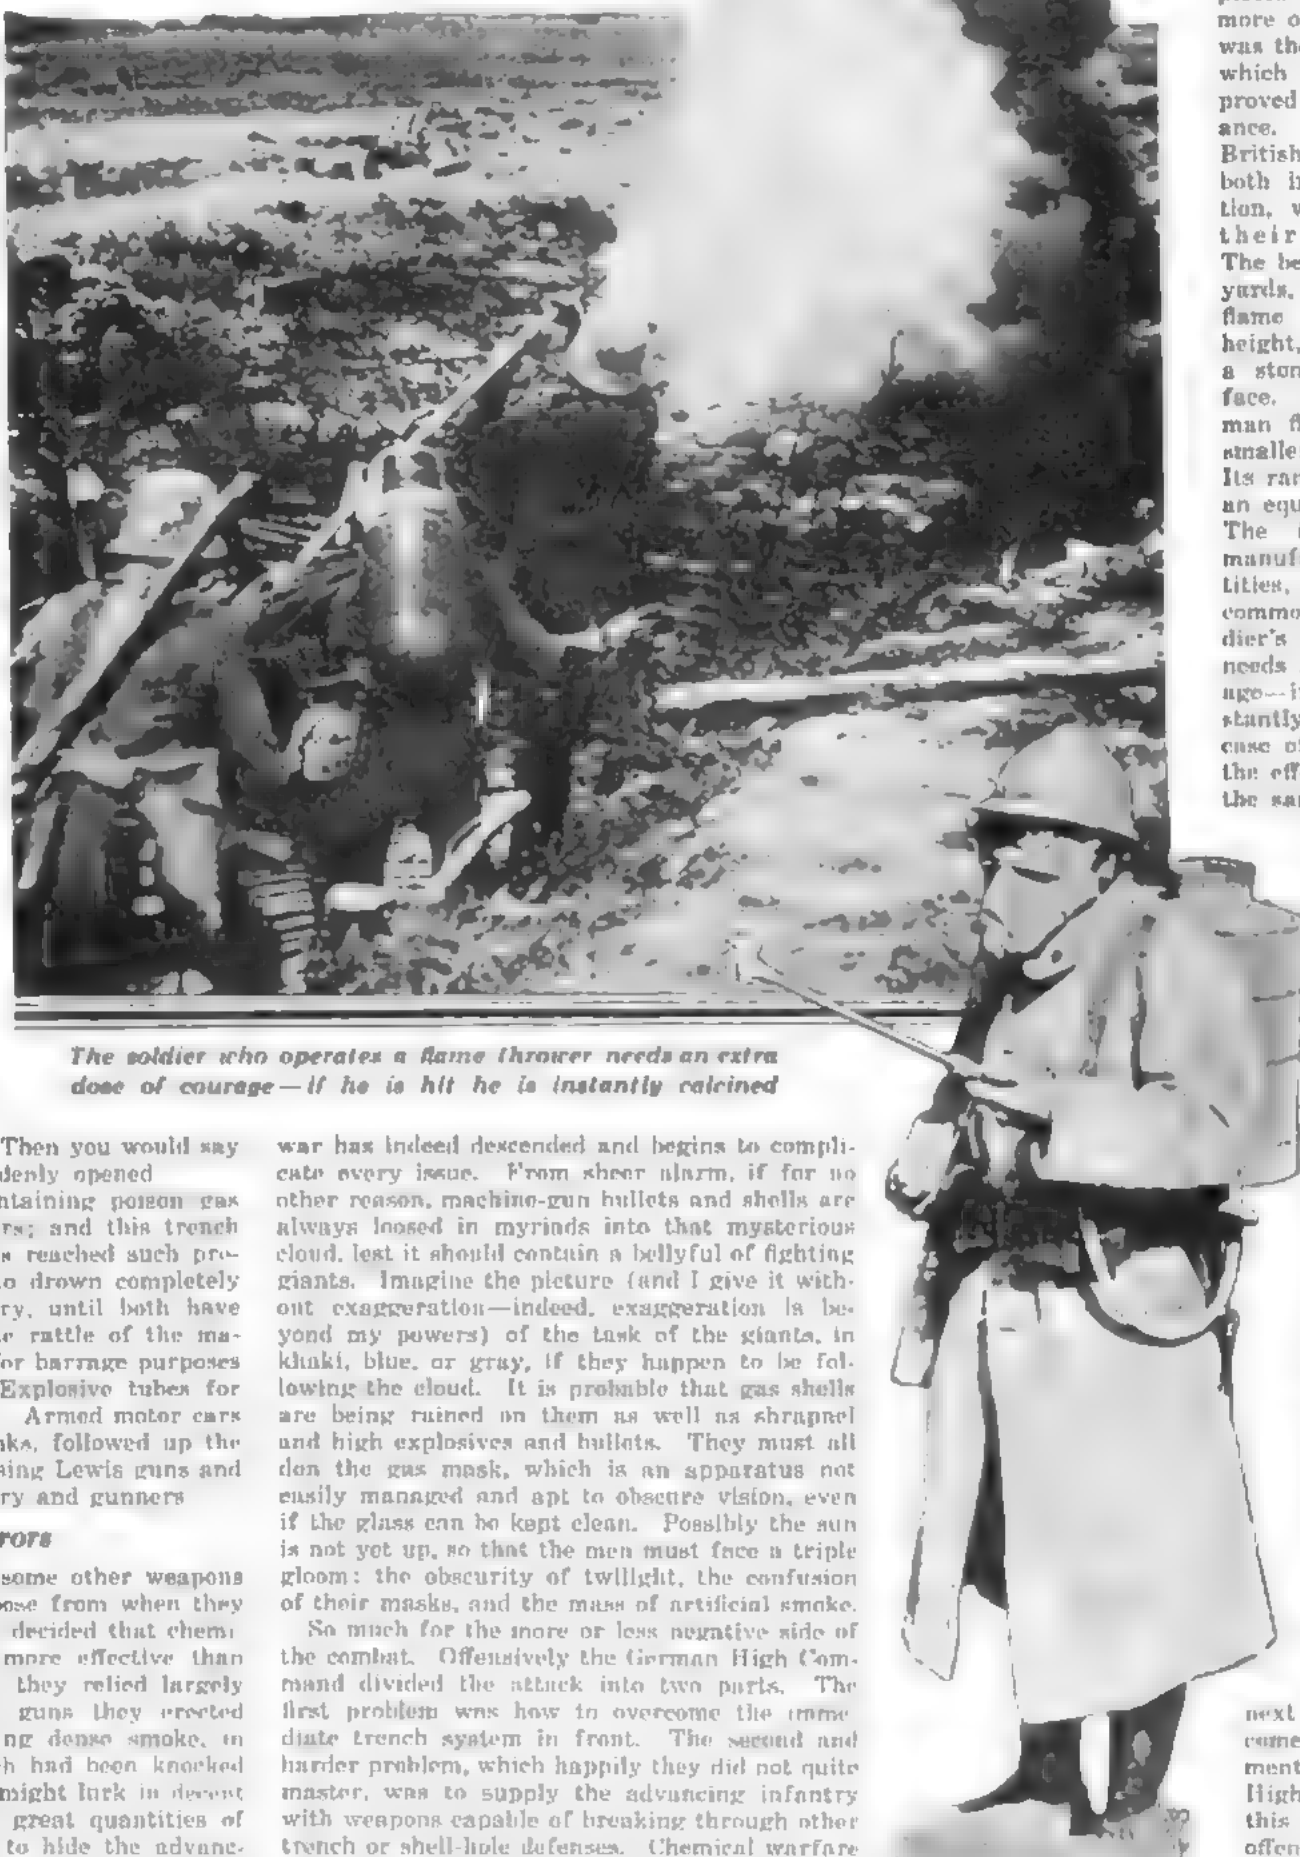 The soldier who operates a flame thrower needs an extra
dose of courage—if he is hit he is instantly calcined
Then you would say
denly opened
ntaining poison gas
rs; and this trench
s reached such pro-
o drown completely
ry, until both have
e rattle of the ma-
for barrage purposes
Explosive tubes for
Armed motor cars
nks, followed up the
sing Lewis guns and
ry and gunners
rors
some other weapons
ose from when they
decided that chemi
more effective than
they relied largely
guns they erected
ng dense smoke, in
h had been knocked
might lurk in decent
great quantities of
to hide the advanc-
war has indeed descended and begins to compli-
cate every issue. From sheer alarm, if for no
other reason, machine-gun bullets and shells are
always loosed in myriads into that mysterious
cloud, lest it should contain a bellyful of fighting
giants. Imagine the picture (and I give it with-
out exaggeration—indeed, exaggeration is be-
yond my powers) of the task of the giants, in
khaki, blue, or gray, if they happen to be fol-
lowing the cloud. It is probable that gas shells
are being rained on them as well as shrapnel
and high explosives and bullets. They must all
don the gas mask, which is an apparatus not
easily managed and apt to obscure vision, even
if the glass can be kept clean. Possibly the sun
is not yet up, so that the men must face a triple
gloom: the obscurity of twilight, the confusion
of their masks, and the mass of artificial smoke.
So much for the more or less negative side of
the combat. Offensively the German High Com-
mand divided the attack into two parts. The
first problem was how to overcome the imme
diate trench system in front. The second and
harder problem, which happily they did not quite
master, was to supply the advancing infantry
with weapons capable of breaking through other
trench or shell-hole defenses. Chemical warfare
more o
was the
which
proved
ance.
British
both i
tion, w
their
The be
yards,
flame
height,
a ston
face.
man fl
smalle
Its ran
an equ
The
manuf
tities,
commo
dier's
needs
age—i
stantly
case of
the eff
the sa
next
come
ment
High
this
offen